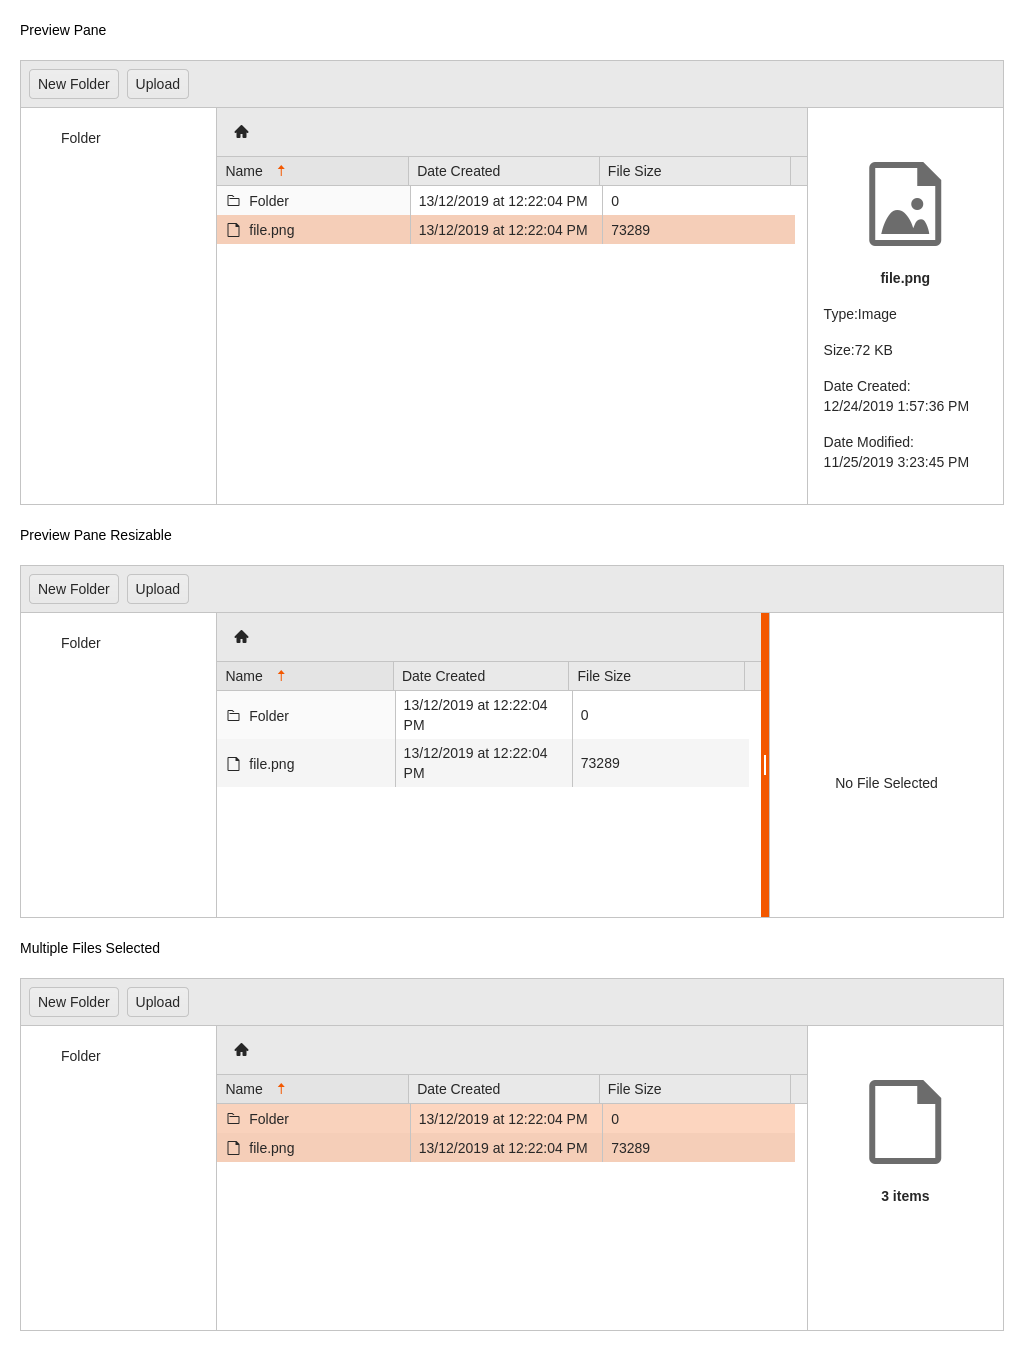 Preview Pane
New Folder Upload
Folder
Name Date Created File Size
Folder 13/12/2019 at 12:22:04 PM 0
file.png 13/12/2019 at 12:22:04 PM 73289
file.png
Type:Image
Size:72 KB
Date Created:
12/24/2019 1:57:36 PM
Date Modified:
11/25/2019 3:23:45 PM
Preview Pane Resizable
New Folder Upload
Folder
Name Date Created File Size
Folder 13/12/2019 at 12:22:04 PM 0
file.png 13/12/2019 at 12:22:04 PM 73289
No File Selected
Multiple Files Selected
New Folder Upload
Folder
Name Date Created File Size
Folder 13/12/2019 at 12:22:04 PM 0
file.png 13/12/2019 at 12:22:04 PM 73289
3 items